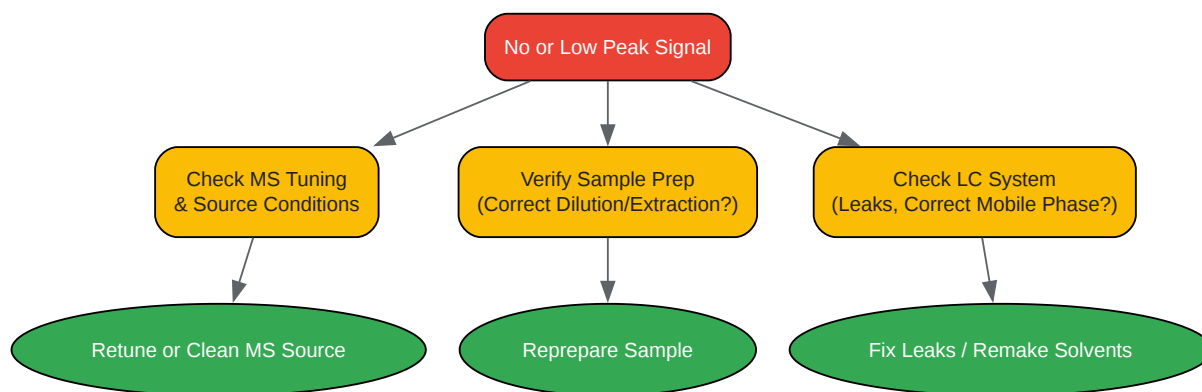 No or Low Peak Signal
Check MS Tuning
& Source Conditions
Verify Sample Prep
(Correct Dilution/Extraction?)
Check LC System
(Leaks, Correct Mobile Phase?)
Retune or Clean MS Source
Reprepare Sample
Fix Leaks / Remake Solvents